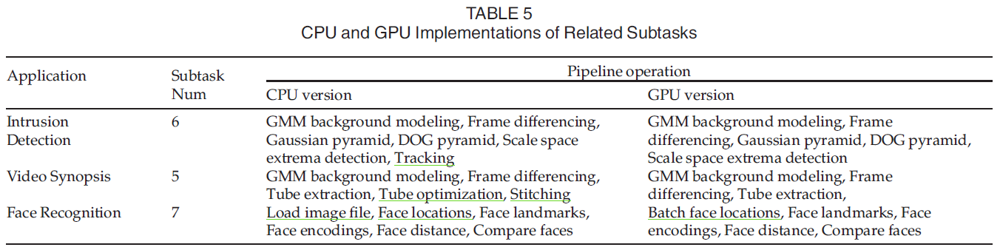 TABLE 5
CPU and GPU Implementations of Related Subtasks
Application Subtask Num Pipeline operation
CPU version GPU version
Intrusion Detection 6 GMM background modeling, Frame differencing, Gaussian pyramid, DOG pyramid, Scale space extrema detection, Tracking GMM background modeling, Frame differencing, Gaussian pyramid, DOG pyramid, Scale space extrema detection
Video Synopsis 5 GMM background modeling, Frame differencing, Tube extraction, Tube optimization, Stitching GMM background modeling, Frame differencing, Tube extraction,
Face Recognition 7 Load image file, Face locations, Face landmarks, Face encodings, Face distance, Compare faces Batch face locations, Face landmarks, Face encodings, Face distance, Compare faces